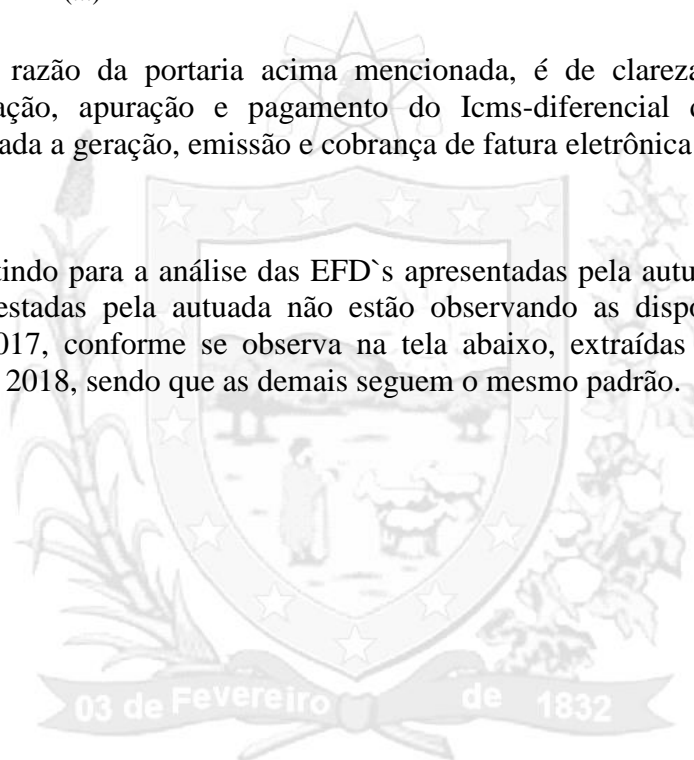 (...)
razão da portaria acima mencionada, é de clareza
ação, apuração e pagamento do Icms-diferencial
ada a geração, emissão e cobrança de fatura eletrônica
tindo para a análise das EFD`s apresentadas pela autu
estadas pela autuada não estão observando as dispo
017, conforme se observa na tela abaixo, extraídas
2018, sendo que as demais seguem o mesmo padrão.
03 de Fevereiro de 1832